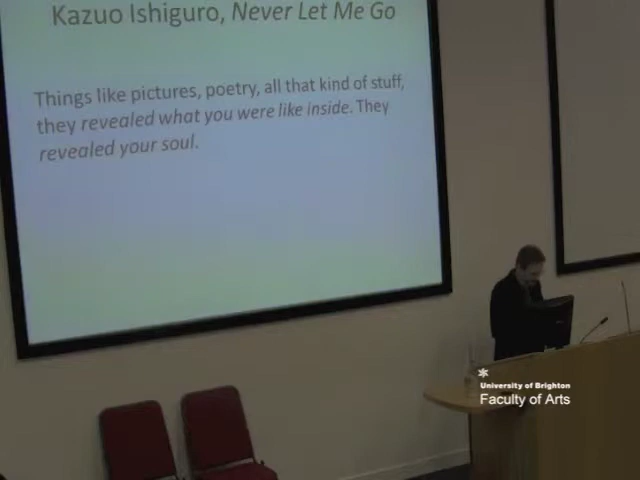 Kazuo Ishiguro, Never Let Me Go
Things like pictures, poetry, all that kind of stuff,
they revealed what you were like inside. They
revealed your soul.
University of Brighton
Faculty of Arts